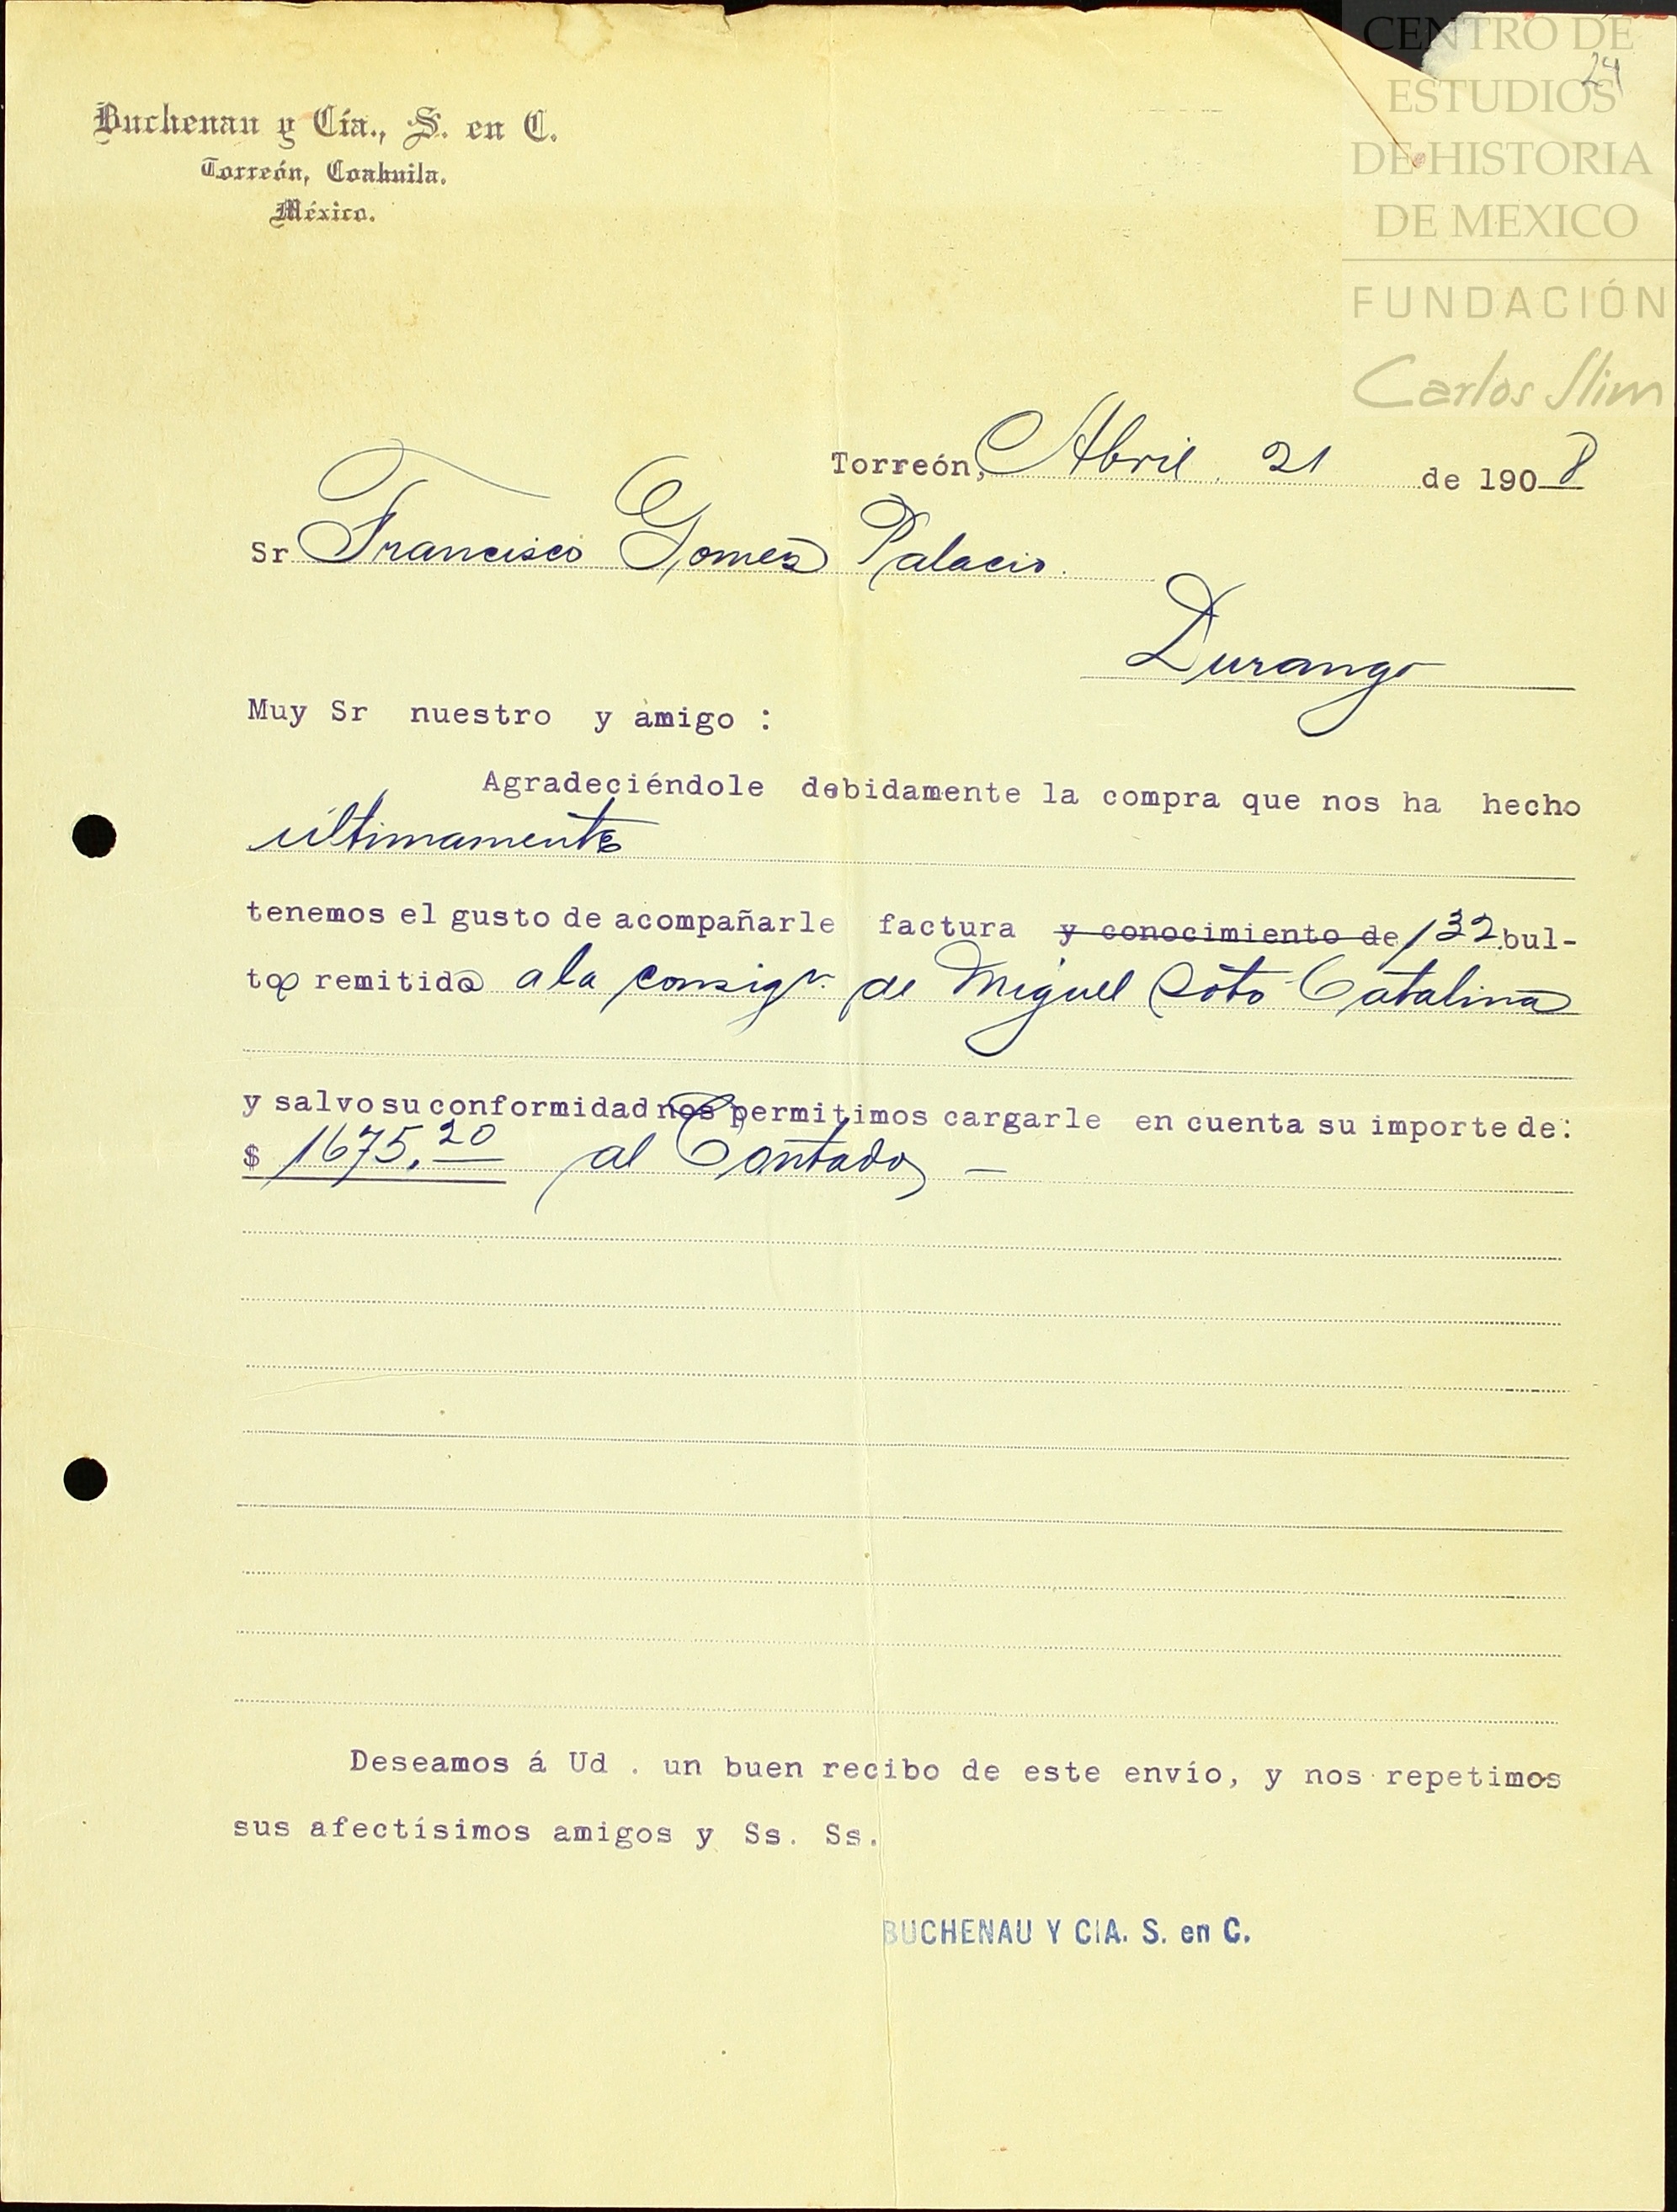 CENTRO DE
ESTUDIOS
DE HISTORIA
DE MEXICO
FUNDACIÓN
Carlos Slim
24
Buchenau y Cía., S. en C.
Torreón, Coahuila.
México.
Torreón, Abril 21 de 1908
Sr Francisco Gomez Palacio.
Durango
Muy Sr nuestro y amigo :
Agradeciéndole debidamente la compra que nos ha hecho
últimamente
tenemos el gusto de acompañarle factura y conocimiento de 132 bul-
tos remitido a la consign. de Miguel Soto Catalina
y salvo su conformidad nos permitimos cargarle en cuenta su importe de:
$ 1675.20 al Contado —
Deseamos á Ud . un buen recibo de este envío, y nos repetimos
sus afectísimos amigos y Ss. Ss.
BUCHENAU Y CIA. S. en C.